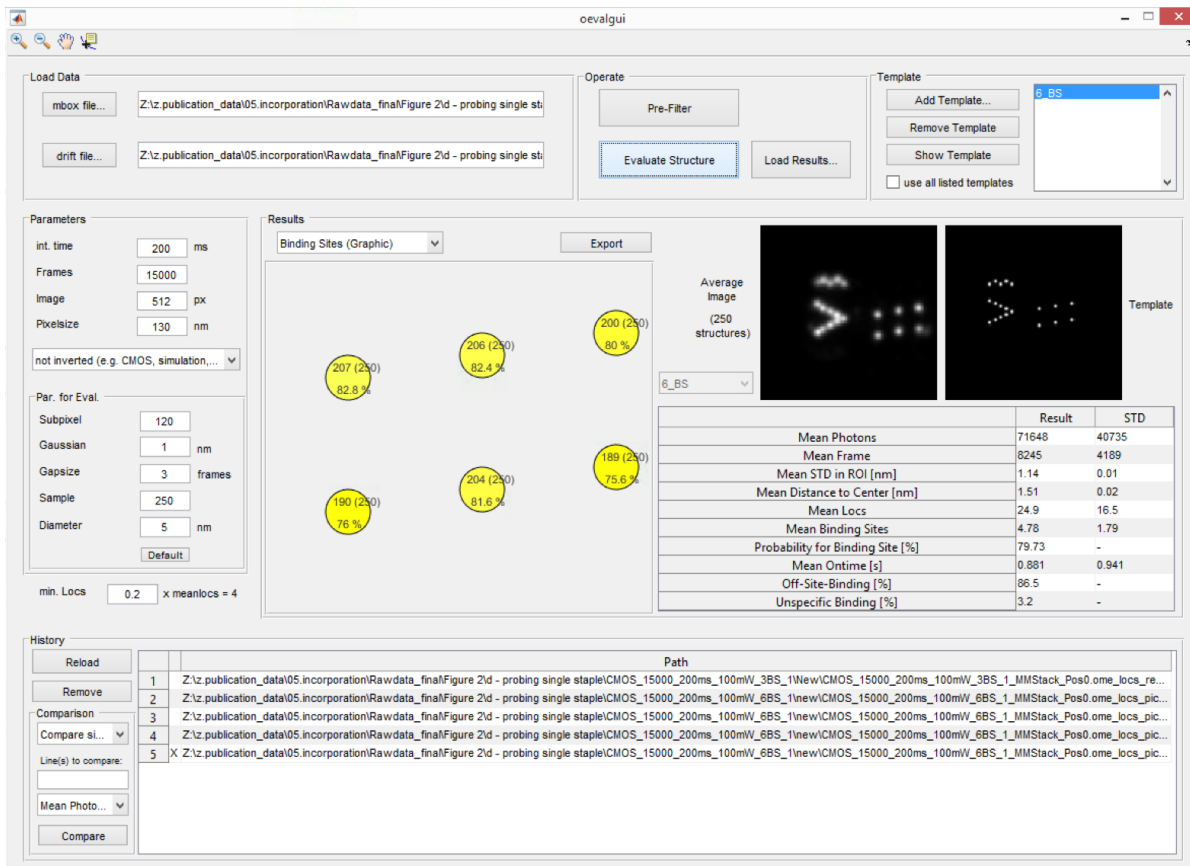 oevalgui
Load Data
mbox file...
Z:\z.publication_data\05.incorporation\Rawdata_final\Figure 2\d - probing single sta
drift file...
Z:\z.publication_data\05.incorporation\Rawdata_final\Figure 2\d - probing single sta
Operate
Pre-Filter
Evaluate Structure
Load Results...
Template
Add Template...
Remove Template
Show Template
use all listed templates
6_BS
Parameters
int. time 200 ms
Frames 15000
Image 512 px
Pixelsize 130 nm
not inverted (e.g. CMOS, simulation,...
Par. for Eval.
Subpixel 120
Gaussian 1 nm
Gapsize 3 frames
Sample 250
Diameter 5 nm
Default
min. Locs 0.2 x meanlocs = 4
Results
Binding Sites (Graphic)
Export
200 (250)
80 %
206 (250)
82.4 %
207 (250)
82.8 %
189 (250)
75.6 %
204 (250)
81.6 %
190 (250)
76 %
Average
Image
(250
structures)
6_BS
Template
Result STD
Mean Photons 71648 40735
Mean Frame 8245 4189
Mean STD in ROI [nm] 1.14 0.01
Mean Distance to Center [nm] 1.51 0.02
Mean Locs 24.9 16.5
Mean Binding Sites 4.78 1.79
Probability for Binding Site [%] 79.73 -
Mean Ontime [s] 0.881 0.941
Off-Site-Binding [%] 86.5 -
Unspecific Binding [%] 3.2 -
History
Reload
Remove
Comparison
Compare si...
Line(s) to compare:
Mean Photo...
Compare
Path
1 Z:\z.publication_data\05.incorporation\Rawdata_final\Figure 2\d - probing single staple\CMOS_15000_200ms_100mW_3BS_1\New\CMOS_15000_200ms_100mW_3BS_1_MMStack_Pos0.ome_locs_re...
2 Z:\z.publication_data\05.incorporation\Rawdata_final\Figure 2\d - probing single staple\CMOS_15000_200ms_100mW_6BS_1\new\CMOS_15000_200ms_100mW_6BS_1_MMStack_Pos0.ome_locs_pic...
3 Z:\z.publication_data\05.incorporation\Rawdata_final\Figure 2\d - probing single staple\CMOS_15000_200ms_100mW_6BS_1\new\CMOS_15000_200ms_100mW_6BS_1_MMStack_Pos0.ome_locs_pic...
4 Z:\z.publication_data\05.incorporation\Rawdata_final\Figure 2\d - probing single staple\CMOS_15000_200ms_100mW_6BS_1\new\CMOS_15000_200ms_100mW_6BS_1_MMStack_Pos0.ome_locs_pic...
5 X Z:\z.publication_data\05.incorporation\Rawdata_final\Figure 2\d - probing single staple\CMOS_15000_200ms_100mW_6BS_1\new\CMOS_15000_200ms_100mW_6BS_1_MMStack_Pos0.ome_locs_pic...